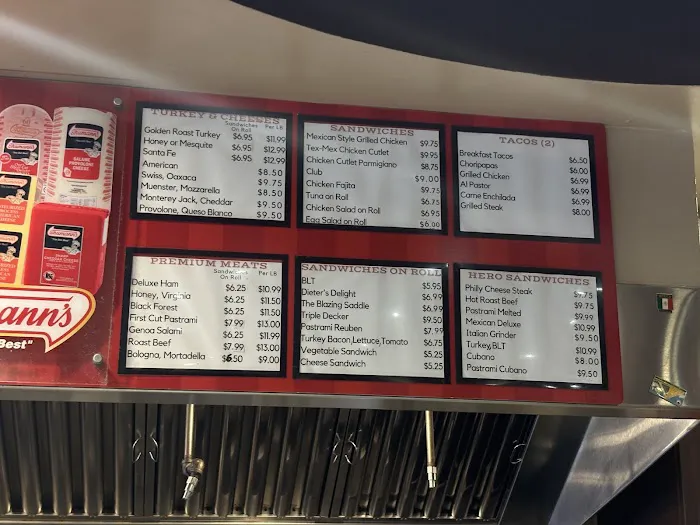 TURKEY & CHEESES
Sandwiches On Roll Per LB
Golden Roast Turkey $6.95 $11.99
Honey or Mesquite $6.95 $12.99
Santa Fe $6.95 $12.99
American $8.50
Swiss, Oaxaca $9.75
Muenster, Mozzarella $8.50
Monterey Jack, Cheddar $9.50
Provolone, Queso Blanco $9.50
SANDWICHES
Mexican Style Grilled Chicken $9.75
Tex-Mex Chicken Cutlet $9.95
Chicken Cutlet Parmigiano $8.75
Club $9.00
Chicken Fajita $9.75
Tuna on Roll $6.75
Chicken Salad on Roll $6.95
Egg Salad on Roll $6.00
TACOS (2)
Breakfast Tacos $6.50
Choripapas $6.00
Grilled Chicken $6.99
Al Pastor $6.99
Carne Enchilada $6.99
Grilled Steak $8.00
PREMIUM MEATS
Sandwiches On Roll Per LB
Deluxe Ham $6.25 $10.99
Honey, Virginia $6.25 $11.50
Black Forest $6.25 $11.50
First Cut Pastrami $7.99 $13.00
Genoa Salami $6.25 $11.99
Roast Beef $7.99 $13.00
Bologna, Mortadella $6.50 $9.00
SANDWICHES ON ROLL
BLT $5.95
Dieter's Delight $6.99
The Blazing Saddle $6.99
Triple Decker $9.50
Pastrami Reuben $7.99
Turkey Bacon,Lettuce,Tomato $6.75
Vegetable Sandwich $5.25
Cheese Sandwich $5.25
HERO SANDWICHES
Philly Cheese Steak $9.75
Hot Roast Beef $9.75
Pastrami Melted $9.99
Mexican Deluxe $10.99
Italian Grinder $9.50
Turkey,BLT $10.99
Cubano $8.00
Pastrami Cubano $9.50
ann's
Best"